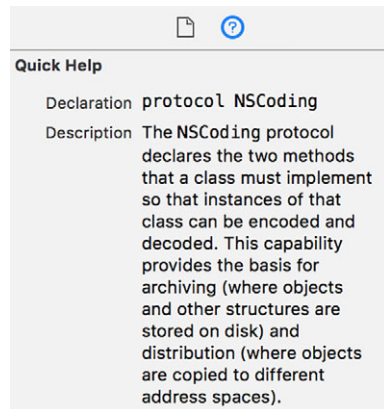 Quick Help
Declaration protocol NSCoding
Description The NSCoding protocol
declares the two methods
that a class must implement
so that instances of that
class can be encoded and
decoded. This capability
provides the basis for
archiving (where objects
and other structures are
stored on disk) and
distribution (where objects
are copied to different
address spaces).